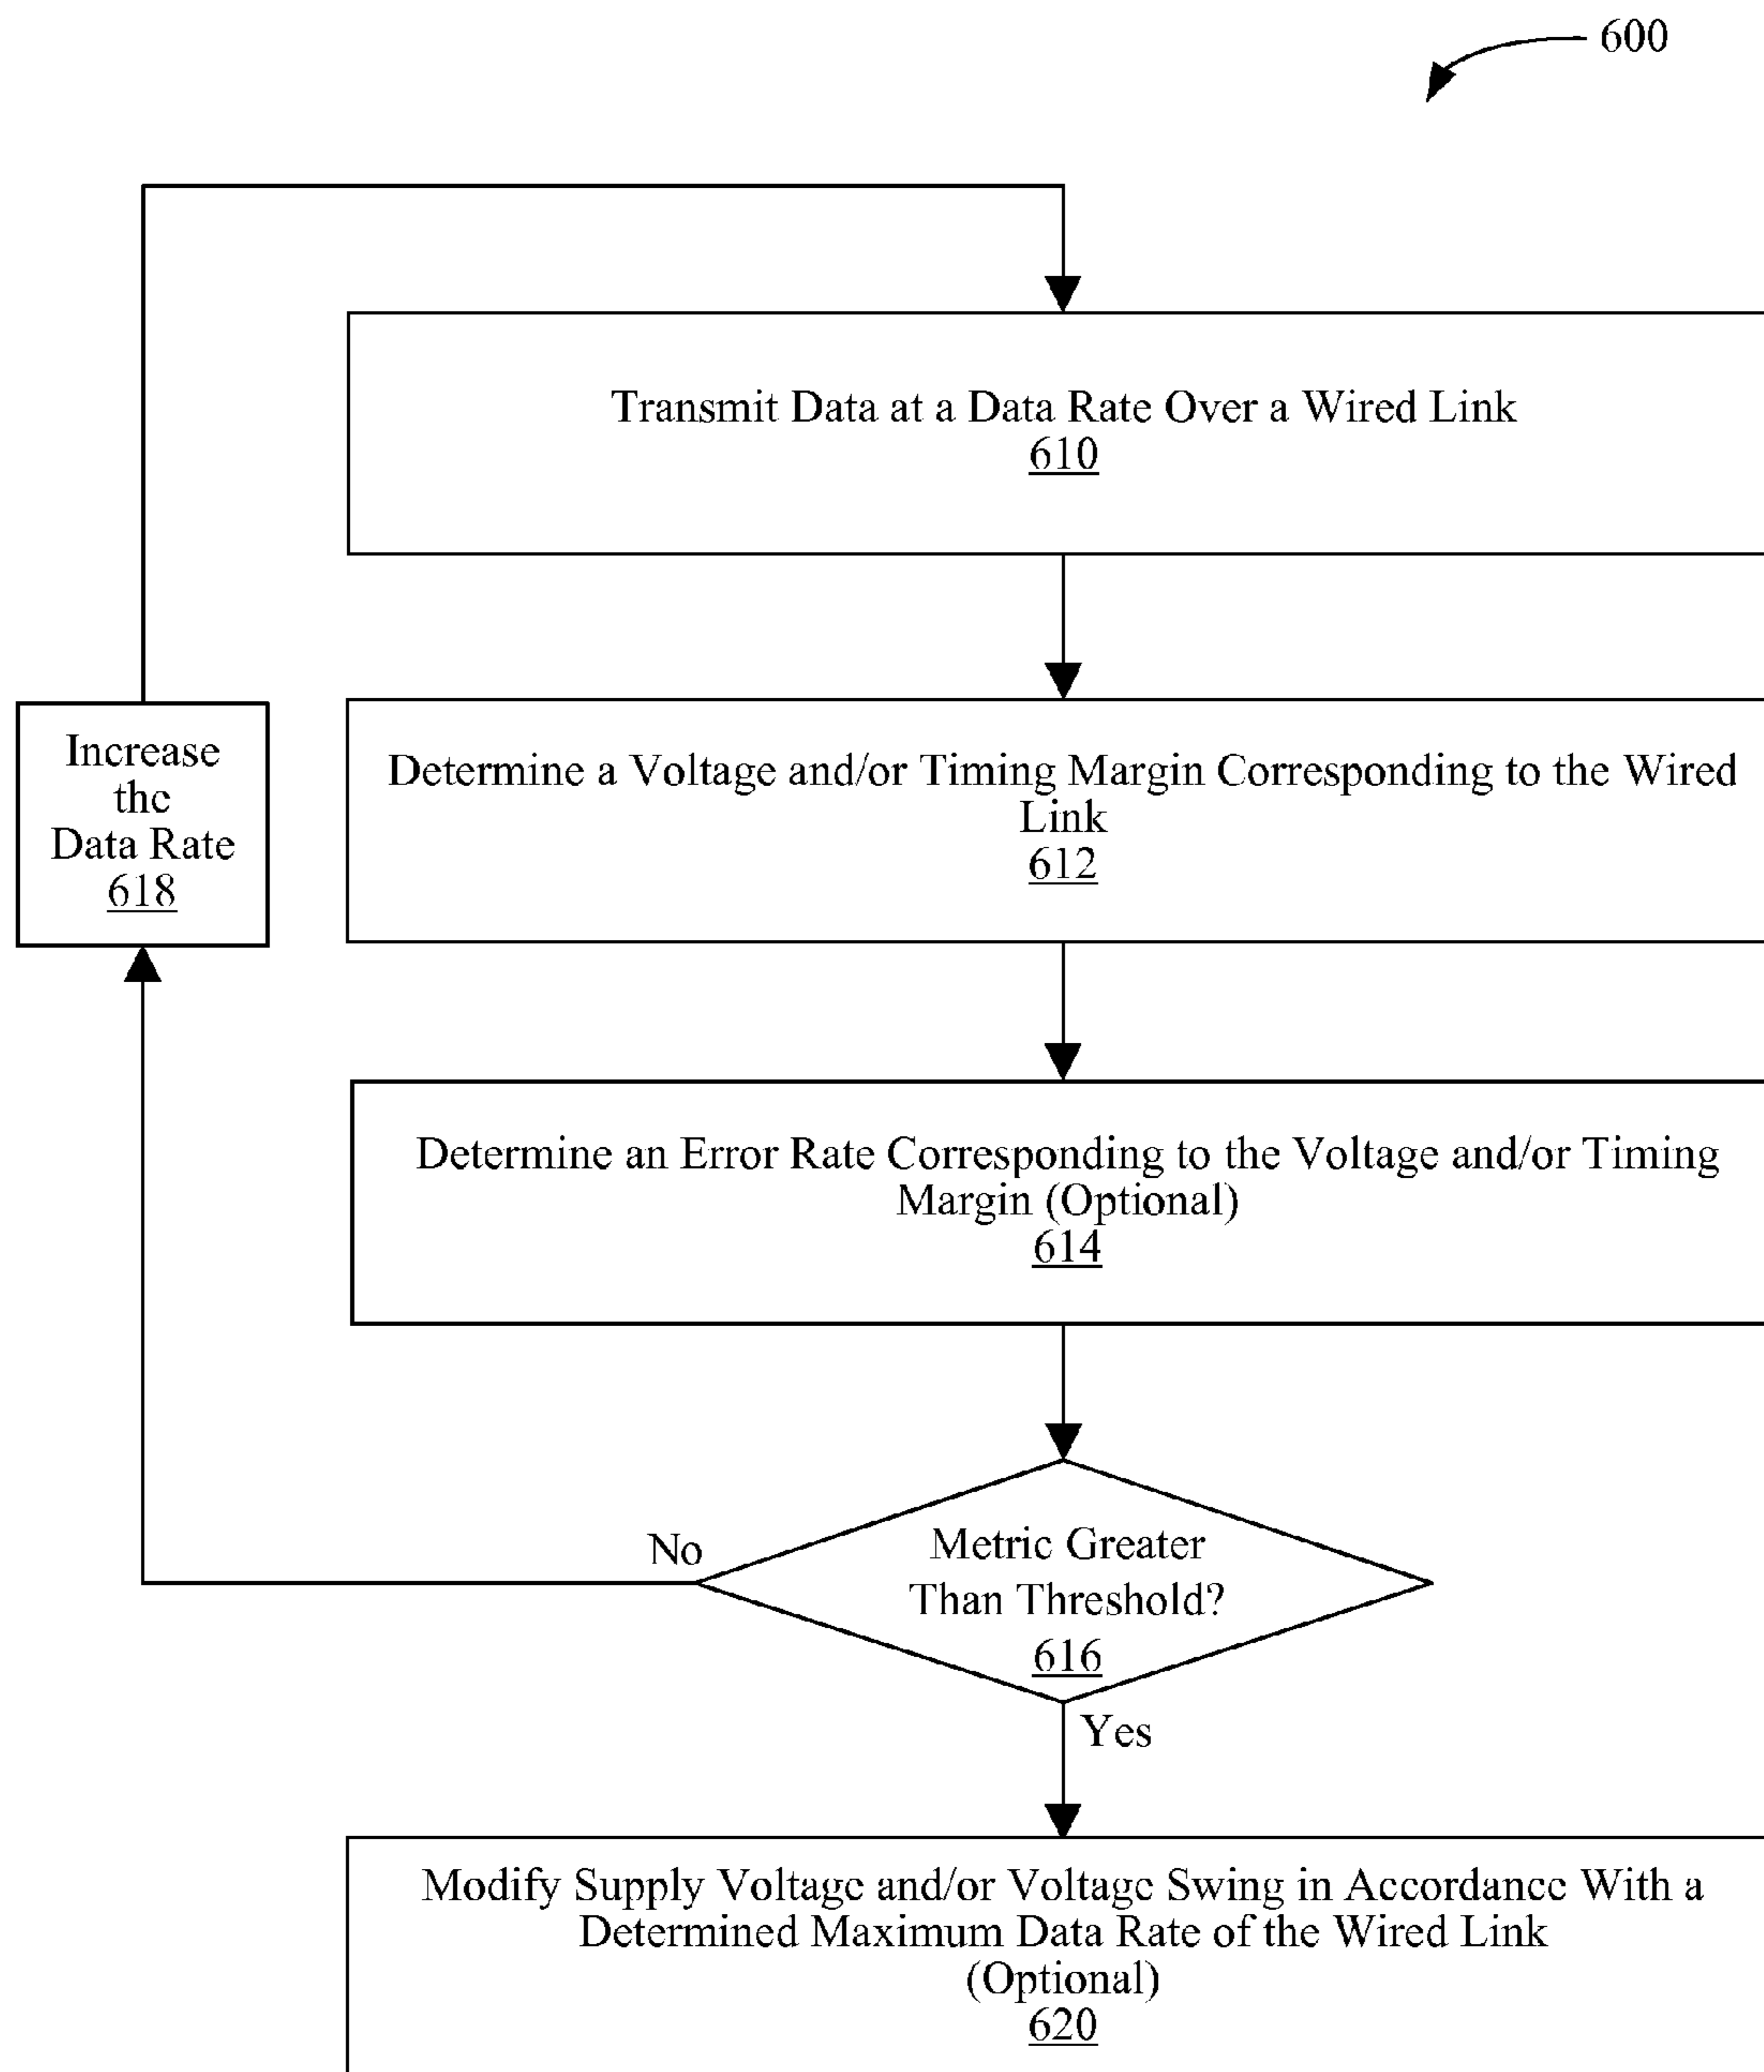 600
Transmit Data at a Data Rate Over a Wired Link
610
Increase
the
Data Rate
618
Determine a Voltage and/or Timing Margin Corresponding to the Wired
Link
612
Determine an Error Rate Corresponding to the Voltage and/or Timing
Margin (Optional)
614
No
Metric Greater
Than Threshold?
616
Yes
Modify Supply Voltage and/or Voltage Swing in Accordance With a
Determined Maximum Data Rate of the Wired Link
(Optional)
620